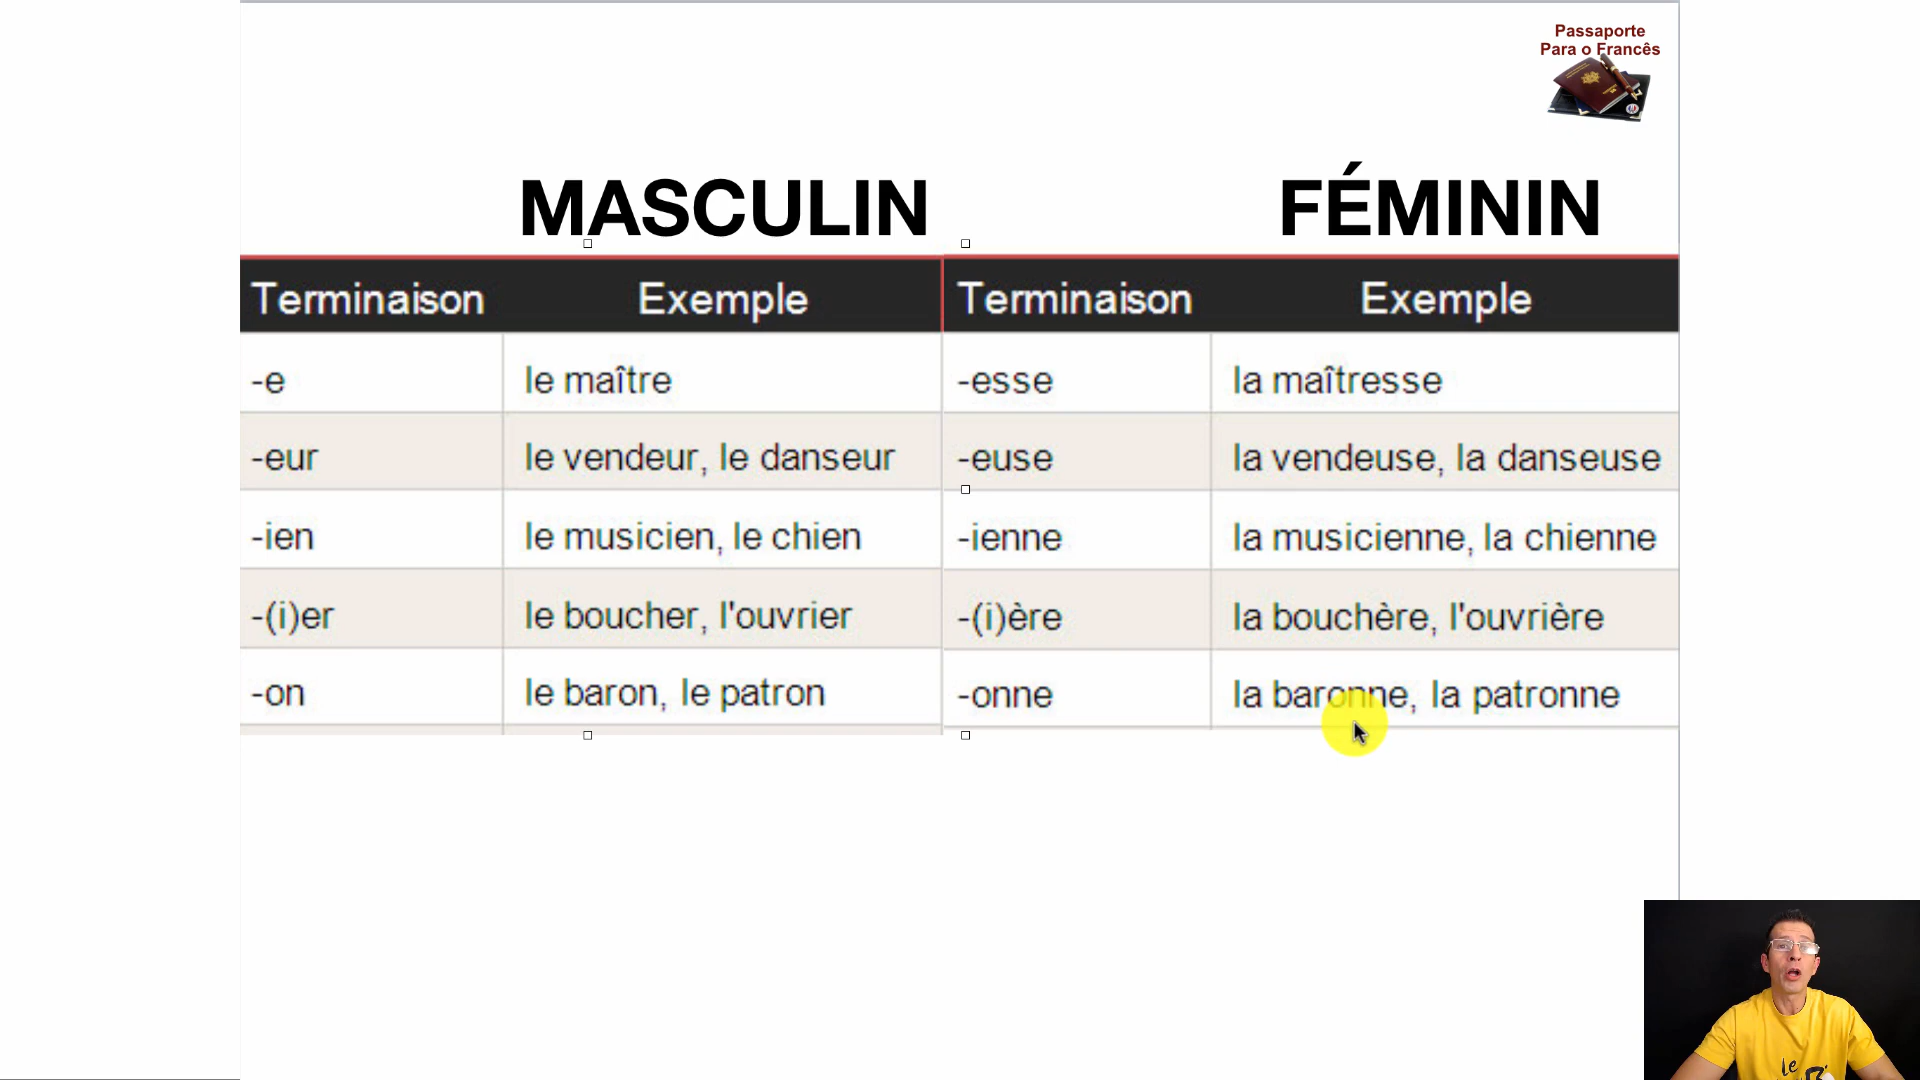 Passaporte
Para o Francês
MASCULIN FÉMININ
Terminaison Exemple Terminaison Exemple
-e le maître -esse la maîtresse
-eur le vendeur, le danseur -euse la vendeuse, la danseuse
-ien le musicien, le chien -ienne la musicienne, la chienne
-(i)er le boucher, l'ouvrier -(i)ère la bouchère, l'ouvrière
-on le baron, le patron -onne la baronne, la patronne
le